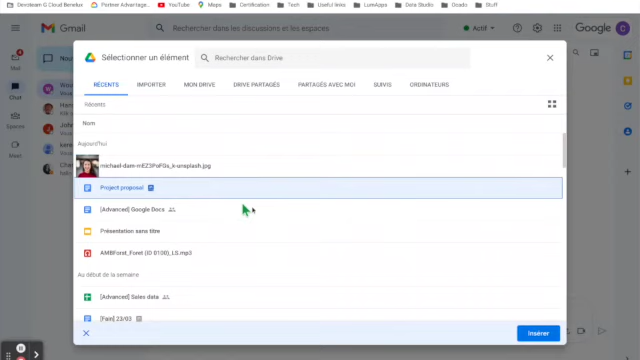 Devoteam G Cloud Benelux
Partner Advantage...
YouTube
Maps
Certification
Tech
Useful links
LumApps
Data Studio
Ocado
Stuff
Gmail
Rechercher dans les discussions et les espaces
Actif
Google
C
Mail
Chat
Spaces
Meet
Sélectionner un élément
Rechercher dans Drive
RÉCENTS
IMPORTER
MON DRIVE
DRIVE PARTAGÉS
PARTAGÉS AVEC MOI
SUIVIS
ORDINATEURS
Récents
Nom
Aujourd'hui
michael-dam-mEZ3PoFGs_k-unsplash.jpg
Project proposal
[Advanced] Google Docs
Présentation sans titre
AMBForst_Foret (ID 0100)_LS.mp3
Au début de la semaine
[Advanced] Sales data
[Fain] 23/03
Insérer